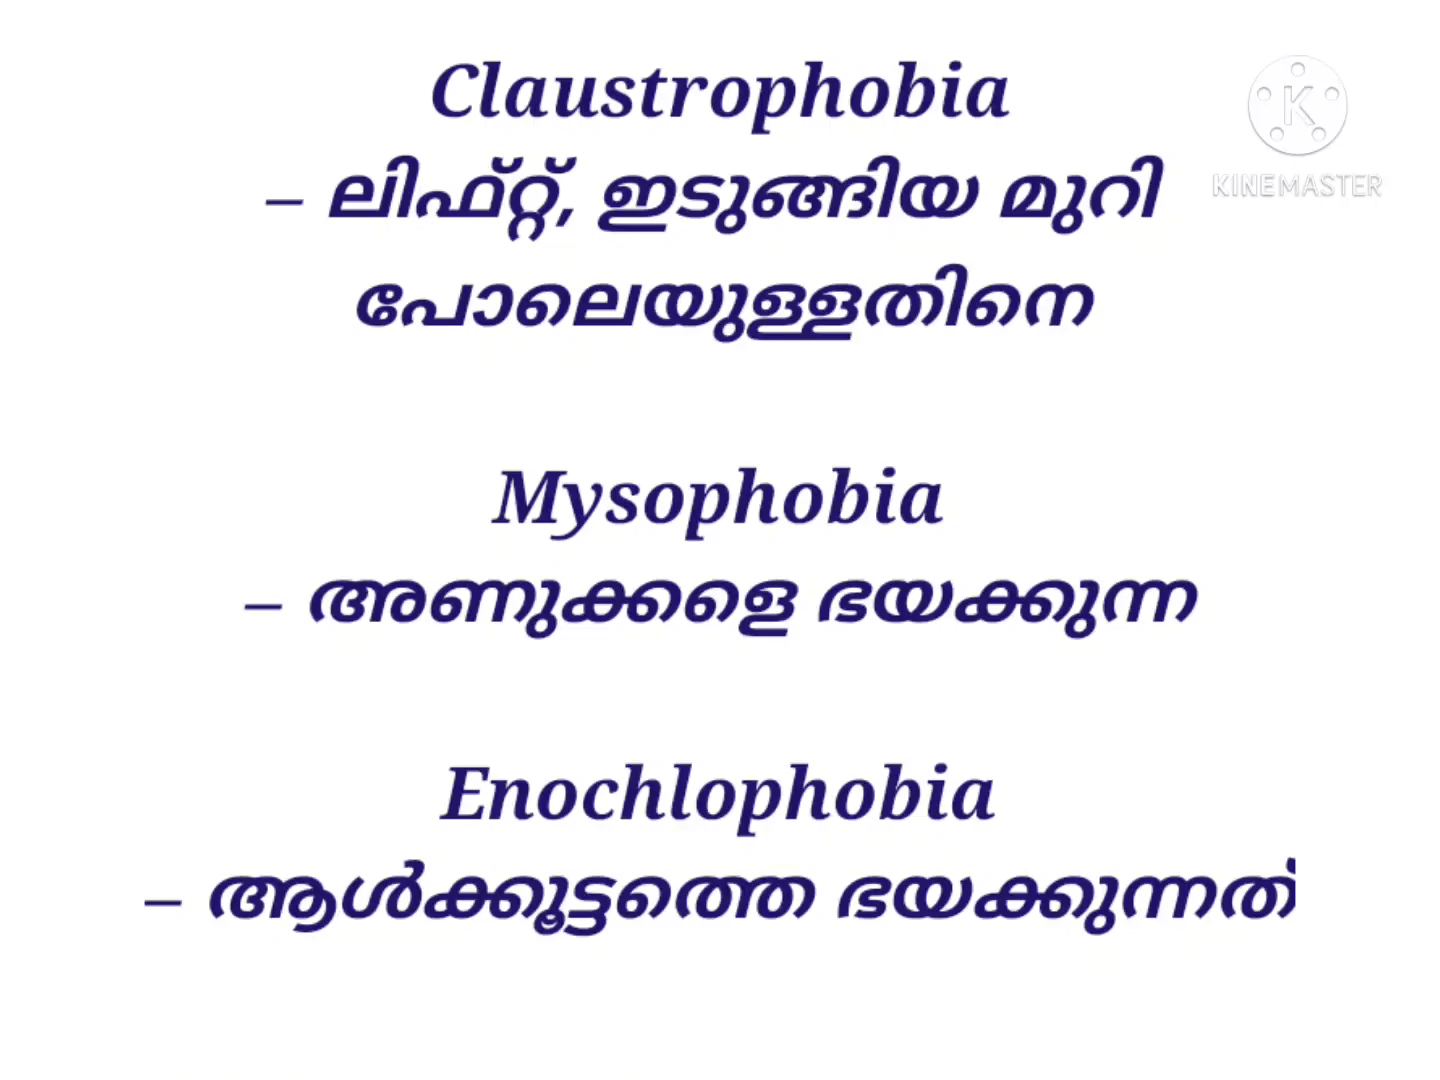 Claustrophobia
– ലിഫ്റ്റ്, ഇടുങ്ങിയ മുറി
പോലെയുള്ളതിനെ
Mysophobia
– അണുക്കളെ ഭയക്കുന്ന
Enochlophobia
– ആൾക്കൂട്ടത്തെ ഭയക്കുന്നത്
K
KINEMASTER